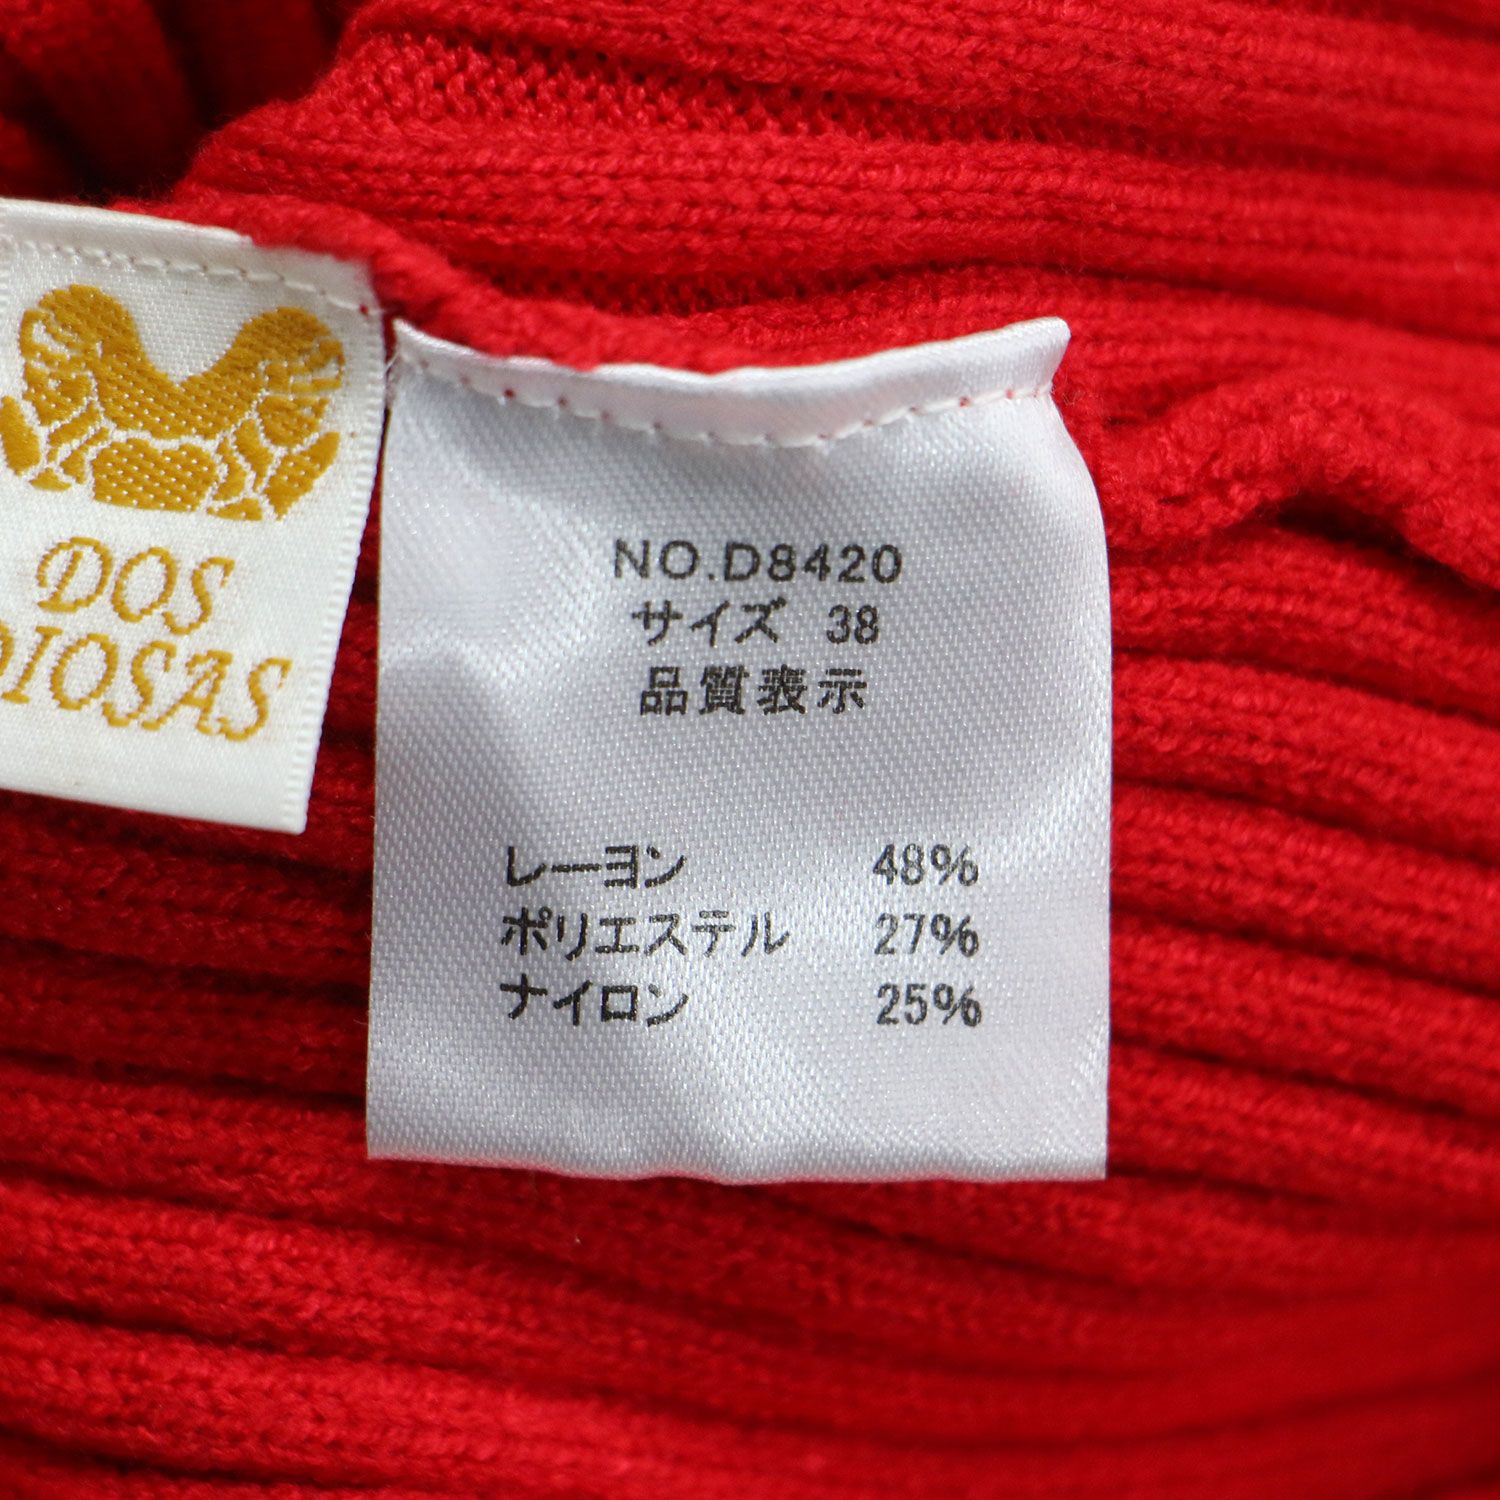 DOS
DIOSAS
NO.D8420
サイズ 38
品質表示
レーヨン 48%
ポリエステル 27%
ナイロン 25%